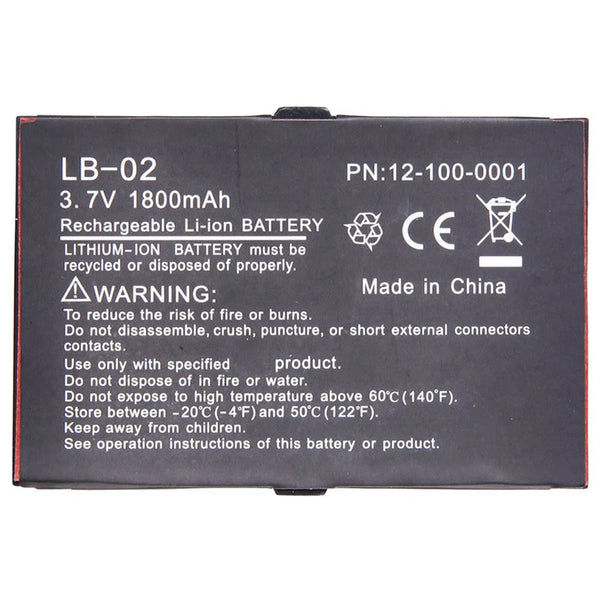 LB-02
PN:12-100-0001
3.7V 1800mAh
Rechargeable Li-ion BATTERY
LITHIUM-ION BATTERY must be
recycled or disposed of properly.
CE
Made in China
WARNING:
To reduce the risk of fire or burns.
Do not disassemble, crush, puncture, or short external connectors
contacts.
Use only with specified product.
Do not dispose of in fire or water.
Do not expose to high temperature above 60℃ (140℉).
Store between -20℃ (-4℉) and 50℃ (122℉).
Keep away from children.
See operation instructions of this battery or product.